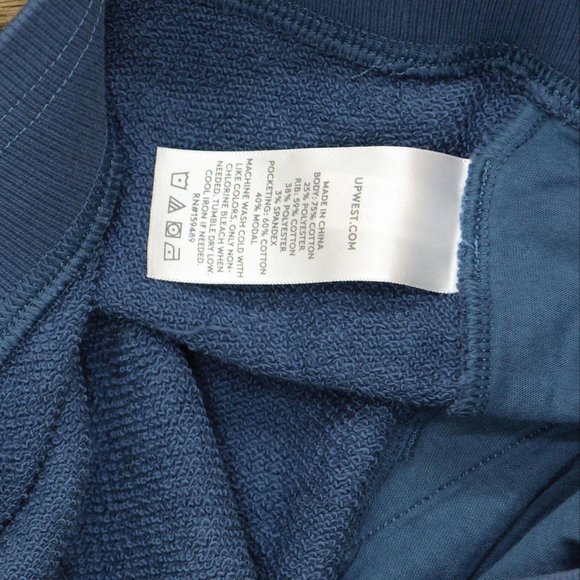 UPWEST.COM
MADE IN CHINA
BODY: 75% COTTON
25% POLYESTER
RIB: 59% COTTON
38% POLYESTER
3% SPANDEX
POCKETING: 60% COTTON
40% MODAL
MACHINE WASH COLD WITH
LIKE COLORS. ONLY NON-
CHLORINE BLEACH WHEN
NEEDED. TUMBLE DRY LOW.
COOL IRON IF NEEDED.
RN#159489